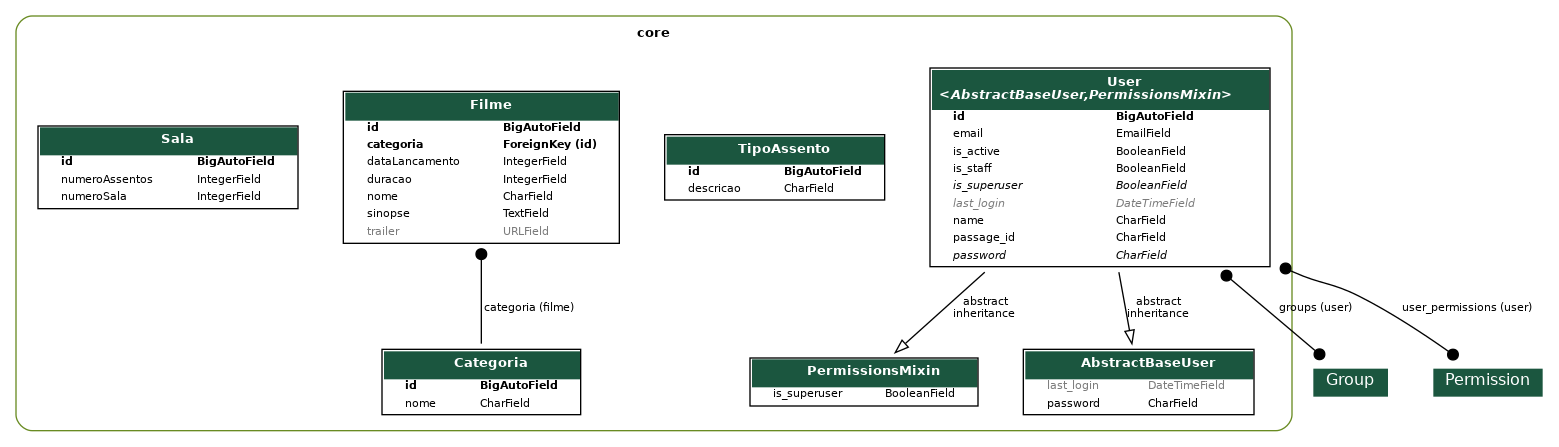 core
Sala
id BigAutoField
numeroAssentos IntegerField
numeroSala IntegerField
Filme
id BigAutoField
categoria ForeignKey (id)
dataLancamento IntegerField
duracao IntegerField
nome CharField
sinopse TextField
trailer URLField
TipoAssento
id BigAutoField
descricao CharField
User
<AbstractBaseUser,PermissionsMixin>
id BigAutoField
email EmailField
is_active BooleanField
is_staff BooleanField
is_superuser BooleanField
last_login DateTimeField
name CharField
passage_id CharField
password CharField
categoria (filme)
abstract
inheritance
abstract
inheritance
groups (user)
user_permissions (user)
Categoria
id BigAutoField
nome CharField
PermissionsMixin
is_superuser BooleanField
AbstractBaseUser
last_login DateTimeField
password CharField
Group
Permission